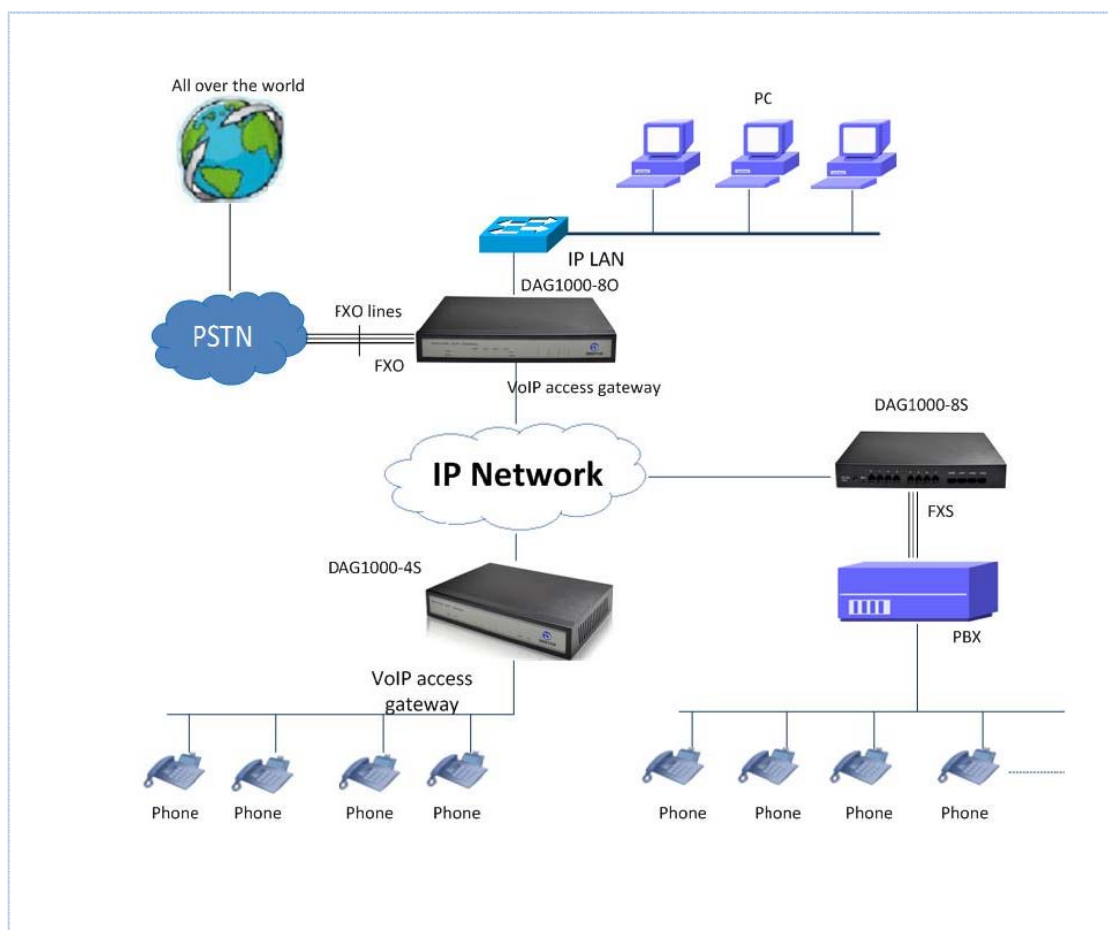 All over the world
PC
IP LAN
DAG1000-8O
FXO lines
PSTN
FXO
VoIP access gateway
DAG1000-8S
IP Network
FXS
DAG1000-4S
PBX
VoIP access
gateway
Phone
Phone
Phone
Phone
Phone
Phone
Phone
Phone